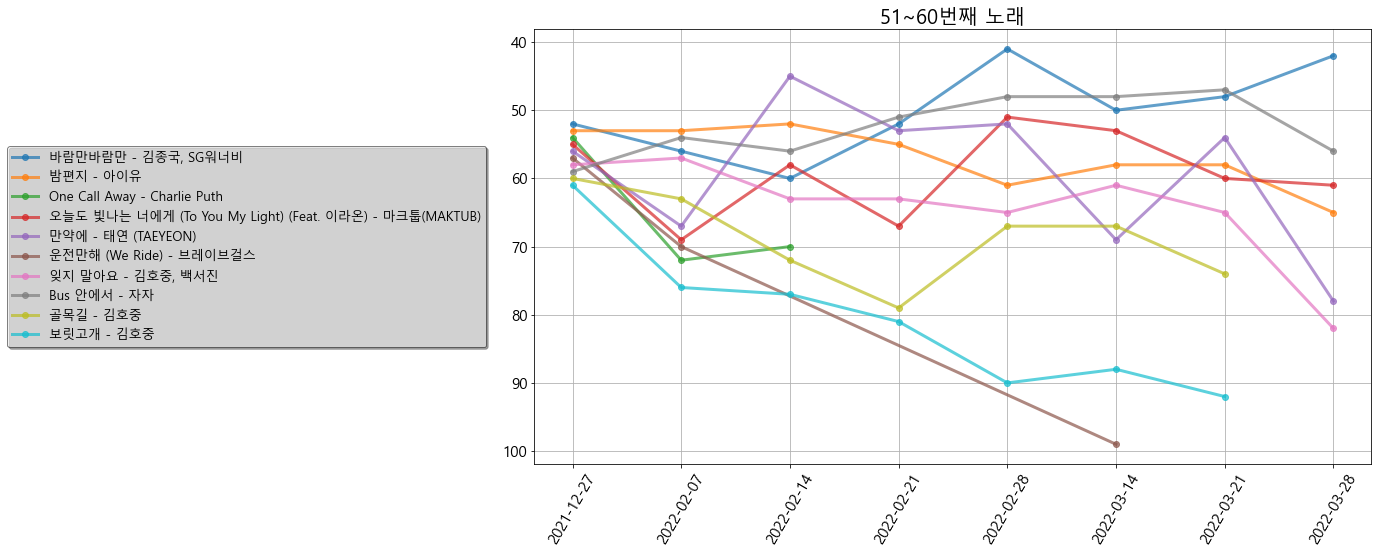 51~60번째 노래
바람만바람만 - 김종국, SG워너비
밤편지 - 아이유
One Call Away - Charlie Puth
오늘도 빛나는 너에게 (To You My Light) (Feat. 이라온) - 마크툽(MAKTUB)
만약에 - 태연 (TAEYEON)
운전만해 (We Ride) - 브레이브걸스
잊지 말아요 - 김호중, 백서진
Bus 안에서 - 자자
골목길 - 김호중
보릿고개 - 김호중
40
50
60
70
80
90
100
2021-12-27
2022-02-07
2022-02-14
2022-02-21
2022-02-28
2022-03-14
2022-03-21
2022-03-28